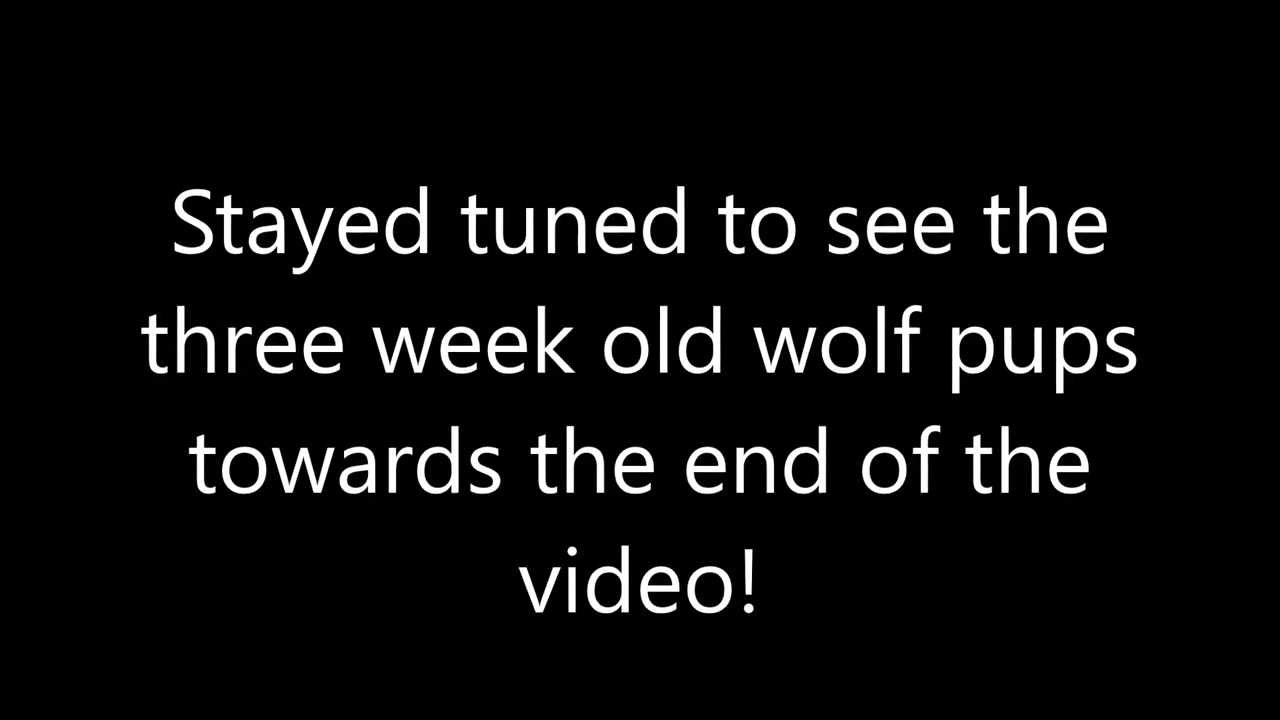 Stayed tuned to see the
three week old wolf pups
towards the end of the
video!